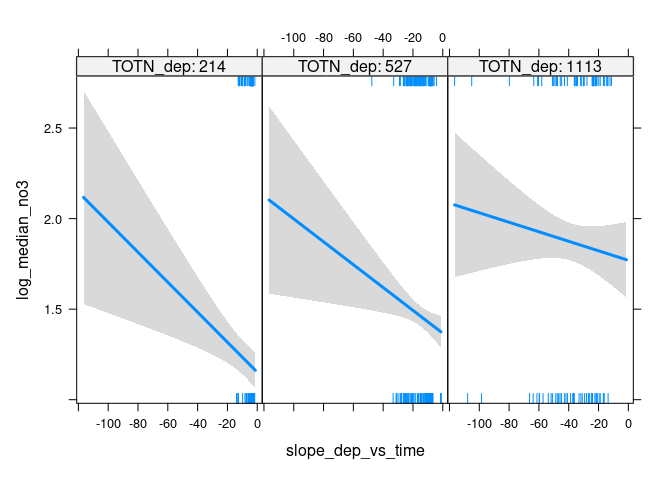 -100 -80 -60 -40 -20 0
TOTN_dep: 214 TOTN_dep: 527 TOTN_dep: 1113
2.5
2.0
1.5
log_median_no3
-100 -80 -60 -40 -20 0 -100 -80 -60 -40 -20 0
slope_dep_vs_time